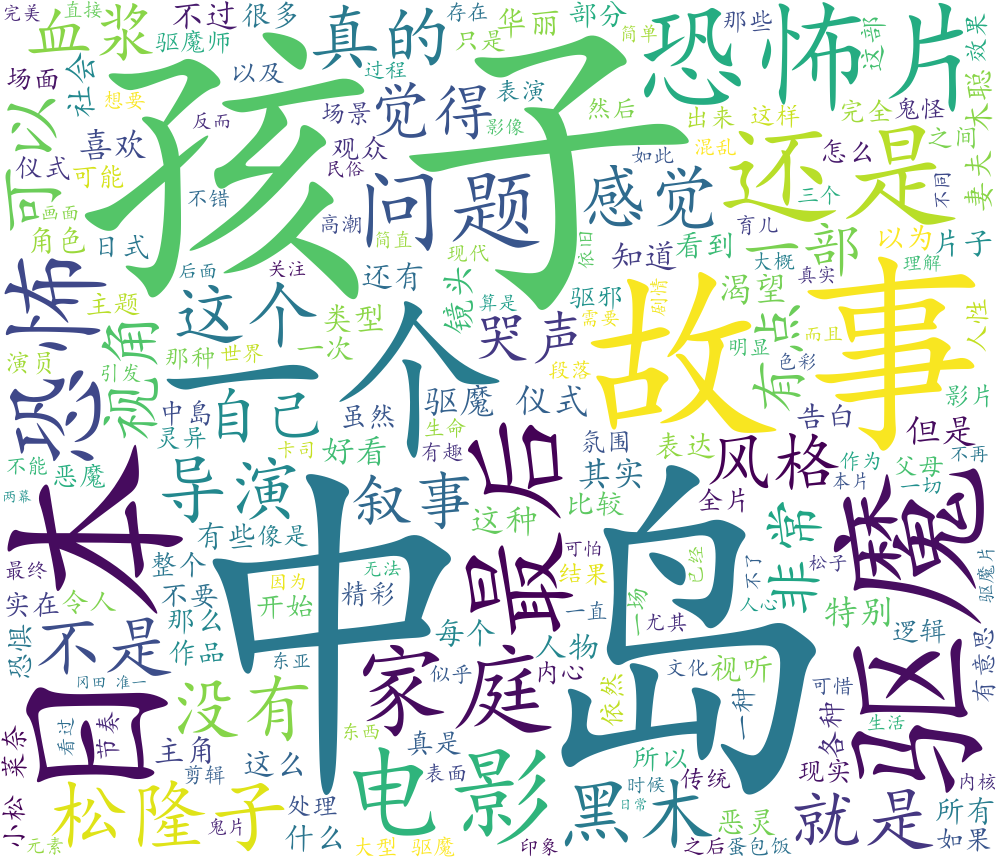 完美
直接
血浆
不过
很多
真的
存在
华丽
部分
简单
那些
恐怖片
这部
效果
驱魔师
只是
场面
社会
以及
过程
表演
然后
出来
这样
完全
鬼怪
木聪
想要
反而
场景
影像
孩子
觉得
可以
仪式
喜欢
可能
观众
民俗
如此
混乱
还是
怎么
之间
妻夫
不错
问题
感觉
三个
不同
画面
角色
日式
高潮
简直
育儿
一部
以为
片子
恐怖
后面
关注
还有
现代
依旧
知道
看到
大概
真实
理解
主题
这个
类型
镜头
算是
驱邪
渴望
有点
故事
人性
视角
演员
引发
那种
世界
一次
一个
哭声
需要
剧情
明显
而且
色彩
影片
中島
灵异
自己
虽然
驱魔
仪式
段落
告白
但是
卡司
生命
氛围
不能
恶魔
好看
有趣
其实
表达
风格
作为
父母
不再
两幕
日本
导演
叙事
最后
这种
比较
全片
本片
一切
驱魔
有些像是
中岛
非常
最终
整个
因为
无法
可怕
已经
不了
松子
驱魔片
实在
令人
不要
开始
精彩
结果
一直
一场
人心
特别
恐惧
不是
那么
作品
每个
人物
尤其
逻辑
有意思
东亚
家庭
似乎
内心
依然
文化
视听
一种
可惜
冈田 准一
没有
生活
看过
节奏
东西
菜奈
主角
剪辑
这么
真是
表面
电影
所以
传统
各种
现实
内核
小松
松隆子
处理
时候
日常
黑木
恶灵
就是
所有
元素
鬼片
什么
大型 驱魔
印象
之后
蛋包饭
如果